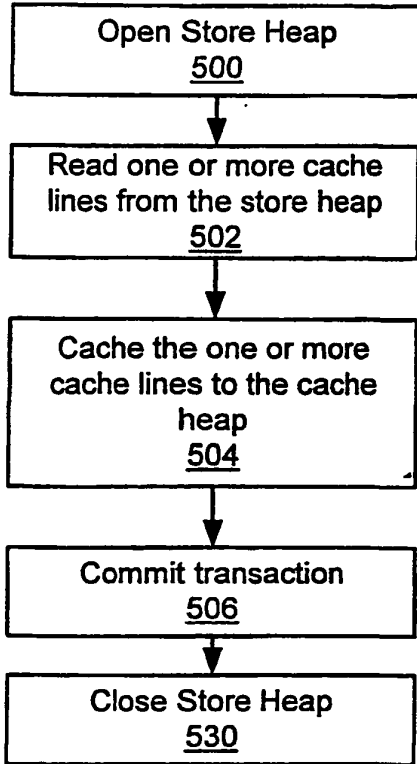 Open Store Heap
500
Read one or more cache
lines from the store heap
502
Cache the one or more
cache lines to the cache
heap
504
Commit transaction
506
Close Store Heap
530